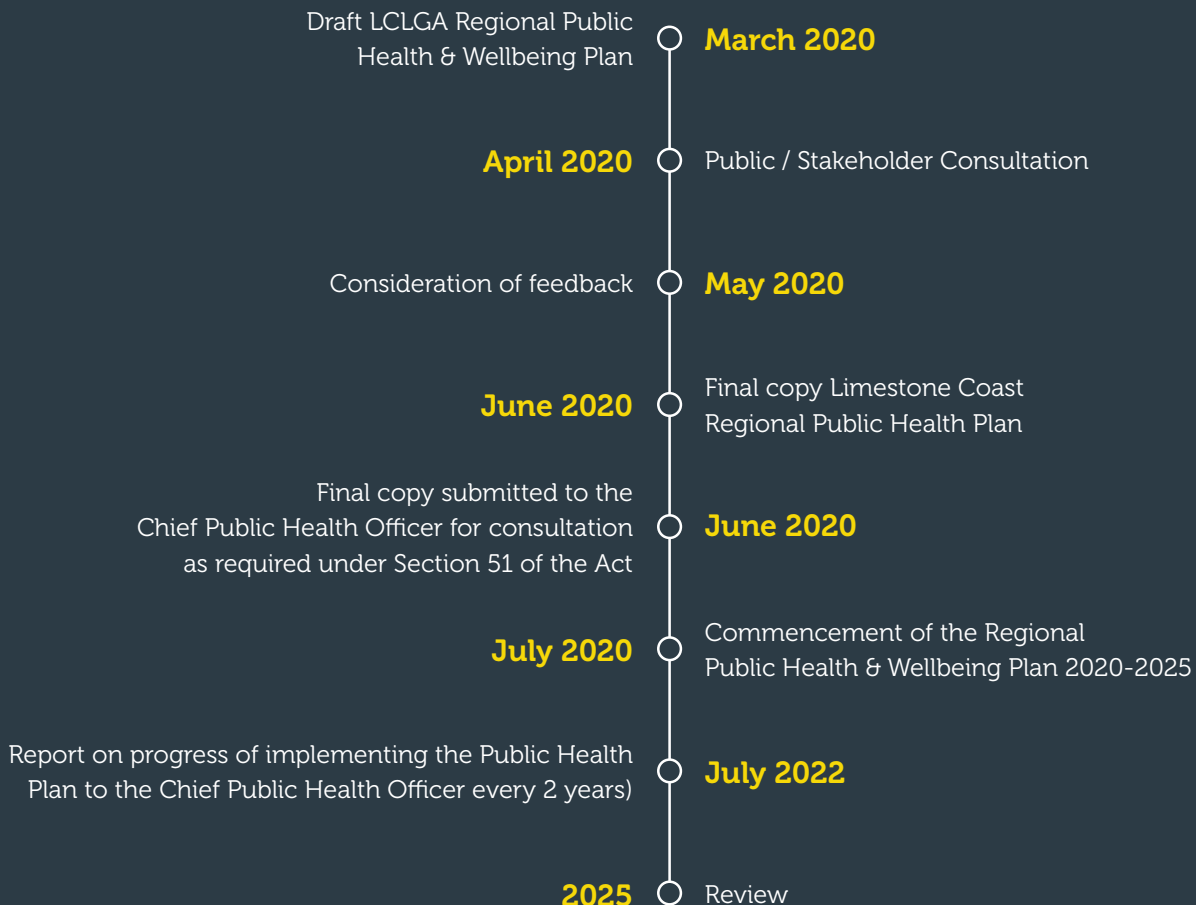 Draft LCLGA Regional Public
Health & Wellbeing Plan
March 2020
April 2020
Public / Stakeholder Consultation
Consideration of feedback
May 2020
June 2020
Final copy Limestone Coast
Regional Public Health Plan
Final copy submitted to the
Chief Public Health Officer for consultation
as required under Section 51 of the Act
June 2020
July 2020
Commencement of the Regional
Public Health & Wellbeing Plan 2020-2025
Report on progress of implementing the Public Health
Plan to the Chief Public Health Officer every 2 years)
July 2022
2025
Review